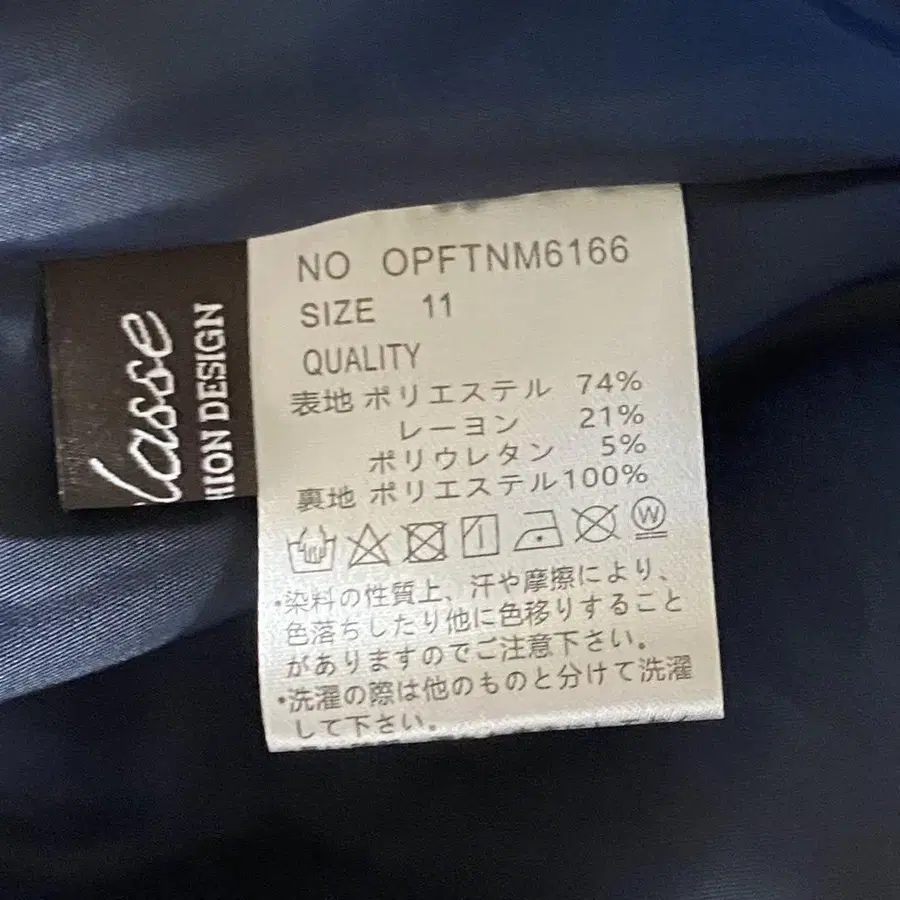 NO OPFTNM6166
SIZE 11
QUALITY
表地 ポリエステル 74%
レーヨン 21%
ポリウレタン 5%
裏地 ポリエステル100%
W
・染料の性質上、汗や摩擦により、
色落ちしたり他に色移りすること
がありますのでご注意下さい。
・洗濯の際は他のものと分けて洗濯
して下さい。
lasse
HION DESIGN